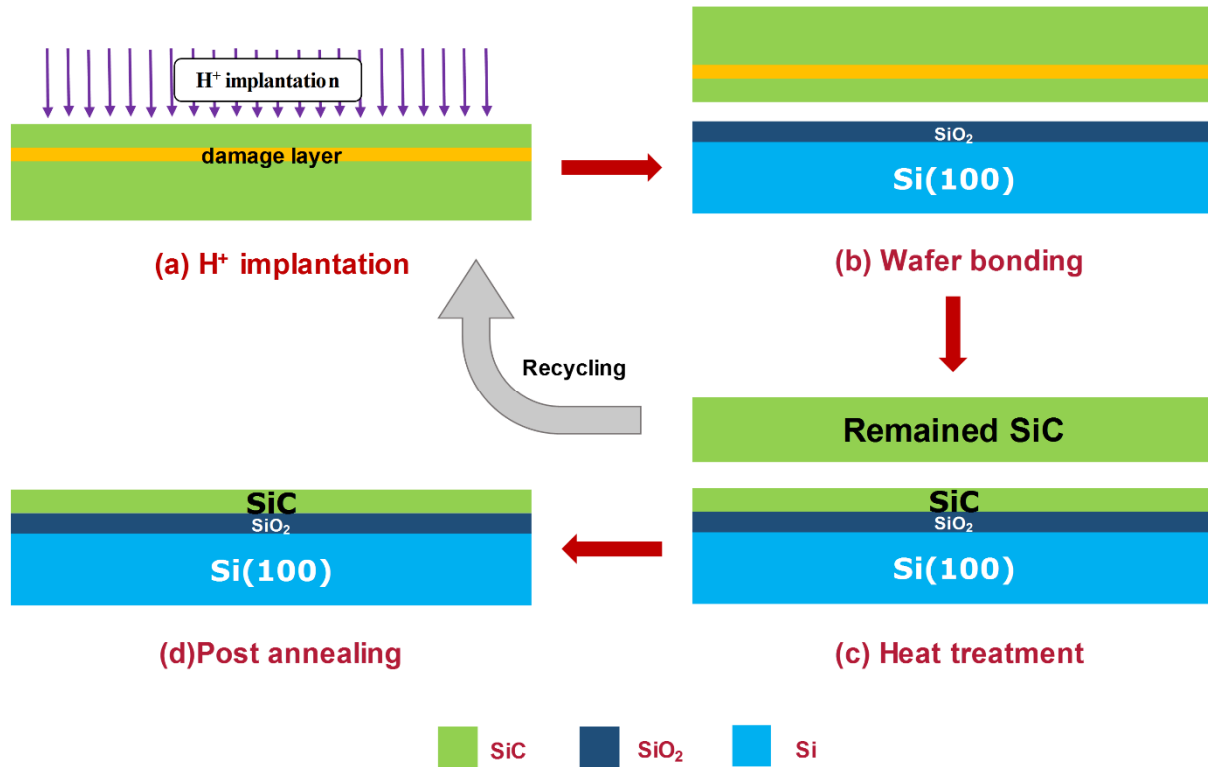 H⁺ implantation
damage layer
(a) H⁺ implantation
SiO₂
Si(100)
(b) Wafer bonding
Recycling
Remained SiC
SiC
SiO₂
Si(100)
(c) Heat treatment
SiC
SiO₂
Si(100)
(d)Post annealing
SiC
SiO₂
Si